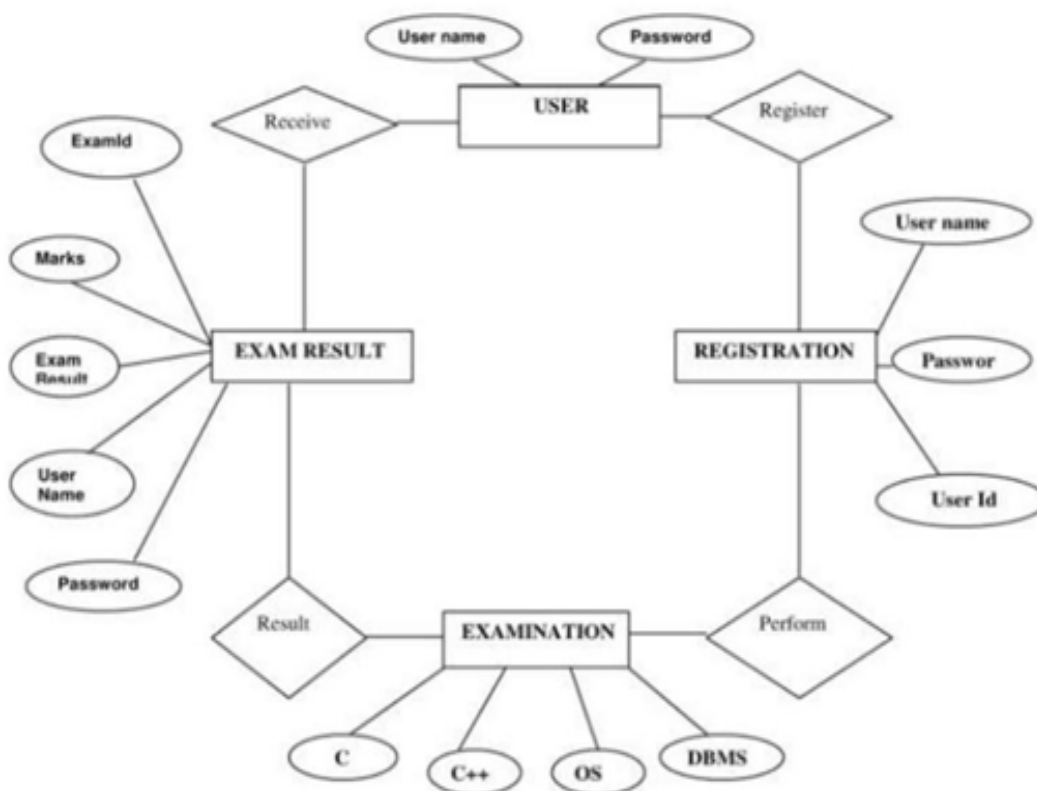 User name
Password
USER
Receive
Register
ExamId
User name
Marks
EXAM RESULT
REGISTRATION
Exam
Result
Passwor
User
Name
User Id
Password
Result
EXAMINATION
Perform
C
C++
OS
DBMS